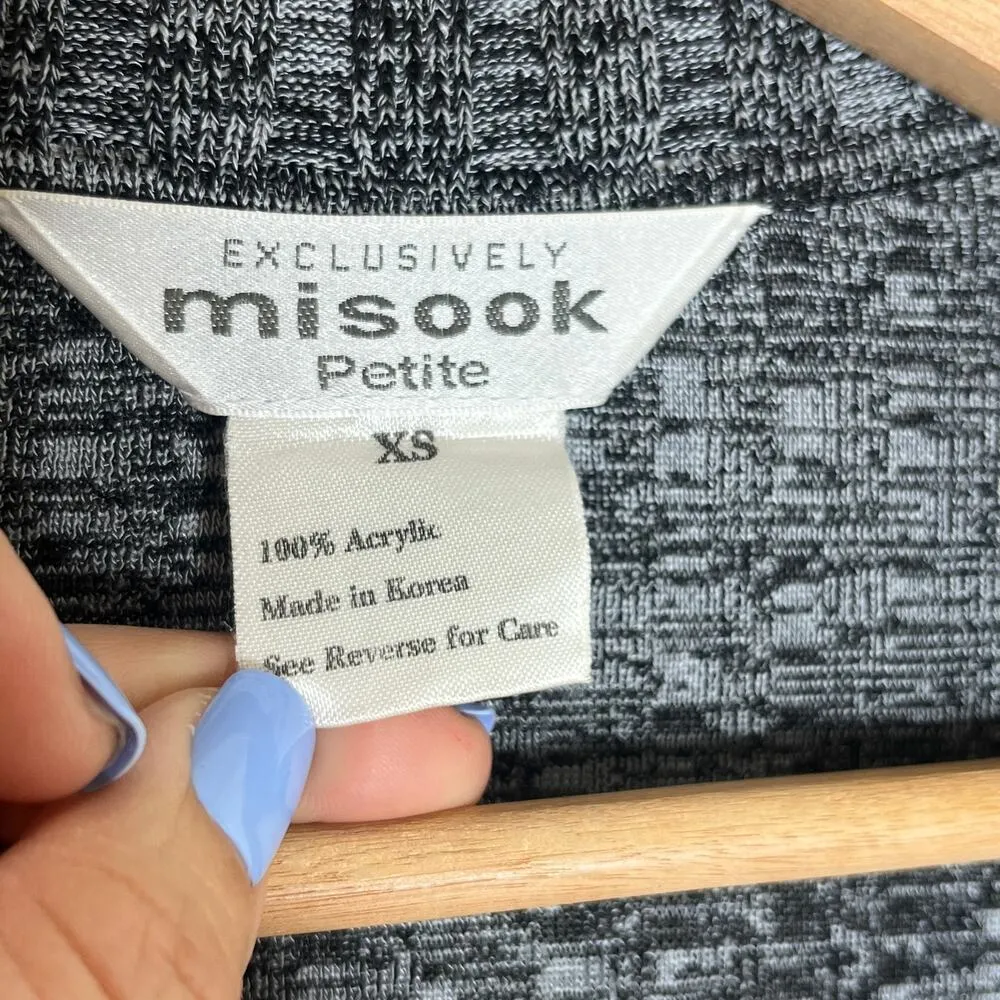 EXCLUSIVELY
misook
Petite
XS
100% Acrylic
Made in Korea
See Reverse for Care